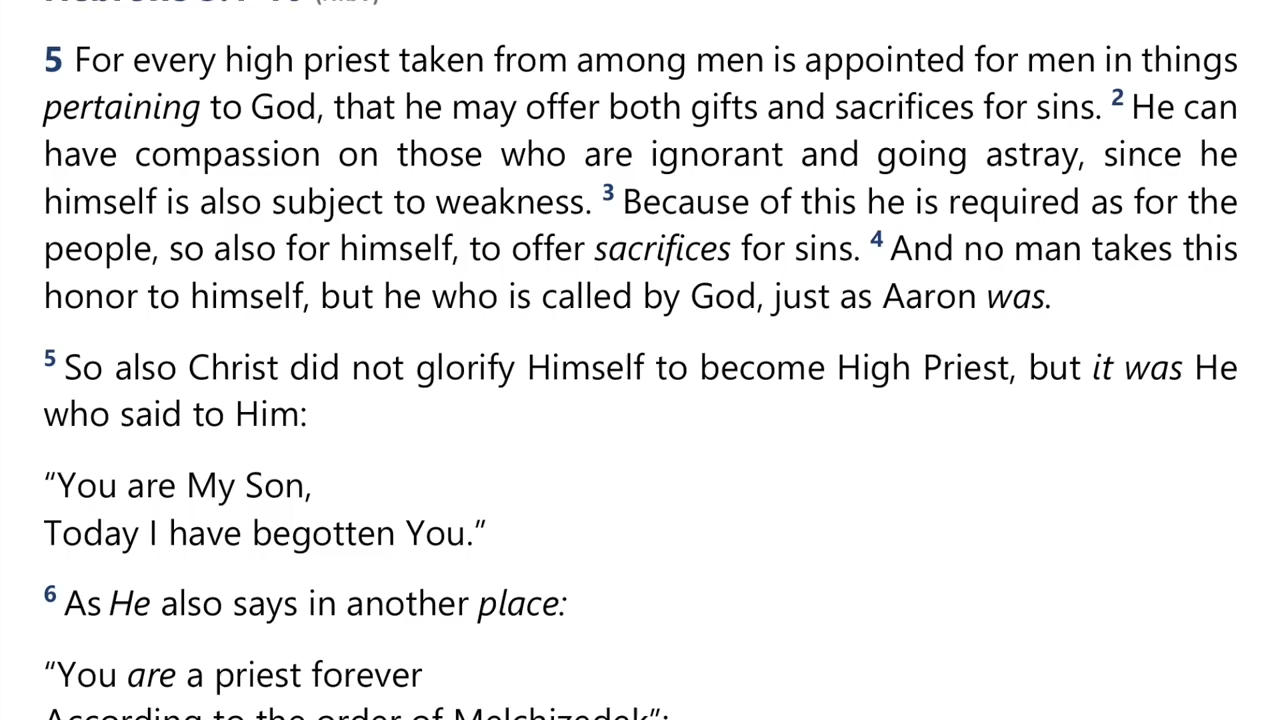 5 For every high priest taken from among men is appointed for men in things
pertaining to God, that he may offer both gifts and sacrifices for sins. 2 He can
have compassion on those who are ignorant and going astray, since he
himself is also subject to weakness. 3 Because of this he is required as for the
people, so also for himself, to offer sacrifices for sins. 4 And no man takes this
honor to himself, but he who is called by God, just as Aaron was.
5 So also Christ did not glorify Himself to become High Priest, but it was He
who said to Him:
“You are My Son,
Today I have begotten You.”
6 As He also says in another place:
“You are a priest forever
According to the order of Melchizedek”;